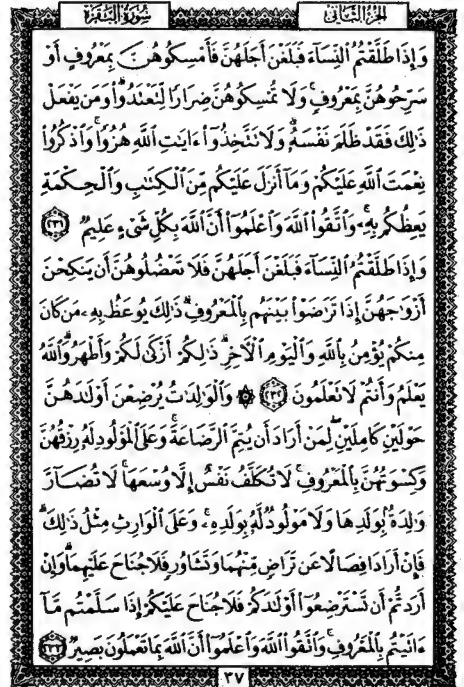 الجزء الثاني
سورة البقرة
وَإِذَا طَلَّقْتُمُ ٱلنِّسَآءَ فَبَلَغْنَ أَجَلَهُنَّ فَأَمْسِكُوهُنَّ بِمَعْرُوفٍ أَوْ
سَرِّحُوهُنَّ بِمَعْرُوفٍ ۚ وَلَا تُمْسِكُوهُنَّ ضِرَارًا لِّتَعْتَدُوا۟ ۚ وَمَن يَفْعَلْ
ذَٰلِكَ فَقَدْ ظَلَمَ نَفْسَهُۥ ۚ وَلَا تَتَّخِذُوٓا۟ ءَايَٰتِ ٱللَّهِ هُزُوًا ۚ وَٱذْكُرُوا۟
نِعْمَتَ ٱللَّهِ عَلَيْكُمْ وَمَآ أَنزَلَ عَلَيْكُم مِّنَ ٱلْكِتَٰبِ وَٱلْحِكْمَةِ
يَعِظُكُم بِهِۦ ۚ وَٱتَّقُوا۟ ٱللَّهَ وَٱعْلَمُوٓا۟ أَنَّ ٱللَّهَ بِكُلِّ شَىْءٍ عَلِيمٌ ٢٣١
وَإِذَا طَلَّقْتُمُ ٱلنِّسَآءَ فَبَلَغْنَ أَجَلَهُنَّ فَلَا تَعْضُلُوهُنَّ أَن يَنكِحْنَ
أَزْوَٰجَهُنَّ إِذَا تَرَٰضَوْا۟ بَيْنَهُم بِٱلْمَعْرُوفِ ۗ ذَٰلِكَ يُوعَظُ بِهِۦ مَن كَانَ
مِنكُمْ يُؤْمِنُ بِٱللَّهِ وَٱلْيَوْمِ ٱلْءَاخِرِ ۗ ذَٰلِكُمْ أَزْكَىٰ لَكُمْ وَأَطْهَرُ ۗ وَٱللَّهُ
يَعْلَمُ وَأَنتُمْ لَا تَعْلَمُونَ ٢٣٢ ۞ وَٱلْوَٰلِدَٰتُ يُرْضِعْنَ أَوْلَٰدَهُنَّ
حَوْلَيْنِ كَامِلَيْنِ ۖ لِمَنْ أَرَادَ أَن يُتِمَّ ٱلرَّضَاعَةَ ۚ وَعَلَى ٱلْمَوْلُودِ لَهُۥ رِزْقُهُنَّ
وَكِسْوَتُهُنَّ بِٱلْمَعْرُوفِ ۚ لَا تُكَلَّفُ نَفْسٌ إِلَّا وُسْعَهَا ۚ لَا تُضَآرَّ
وَٰلِدَةٌۢ بِوَلَدِهَا وَلَا مَوْلُودٌ لَّهُۥ بِوَلَدِهِۦ ۚ وَعَلَى ٱلْوَارِثِ مِثْلُ ذَٰلِكَ ۗ
فَإِنْ أَرَادَا فِصَالًا عَن تَرَاضٍ مِّنْهُمَا وَتَشَاوُرٍ فَلَا جُنَاحَ عَلَيْهِمَا ۗ وَإِنْ
أَرَدتُّمْ أَن تَسْتَرْضِعُوٓا۟ أَوْلَٰدَكُمْ فَلَا جُنَاحَ عَلَيْكُمْ إِذَا سَلَّمْتُم مَّآ
ءَاتَيْتُم بِٱلْمَعْرُوفِ ۗ وَٱتَّقُوا۟ ٱللَّهَ وَٱعْلَمُوٓا۟ أَنَّ ٱللَّهَ بِمَا تَعْمَلُونَ بَصِيرٌ ٢٣٣
٣٧